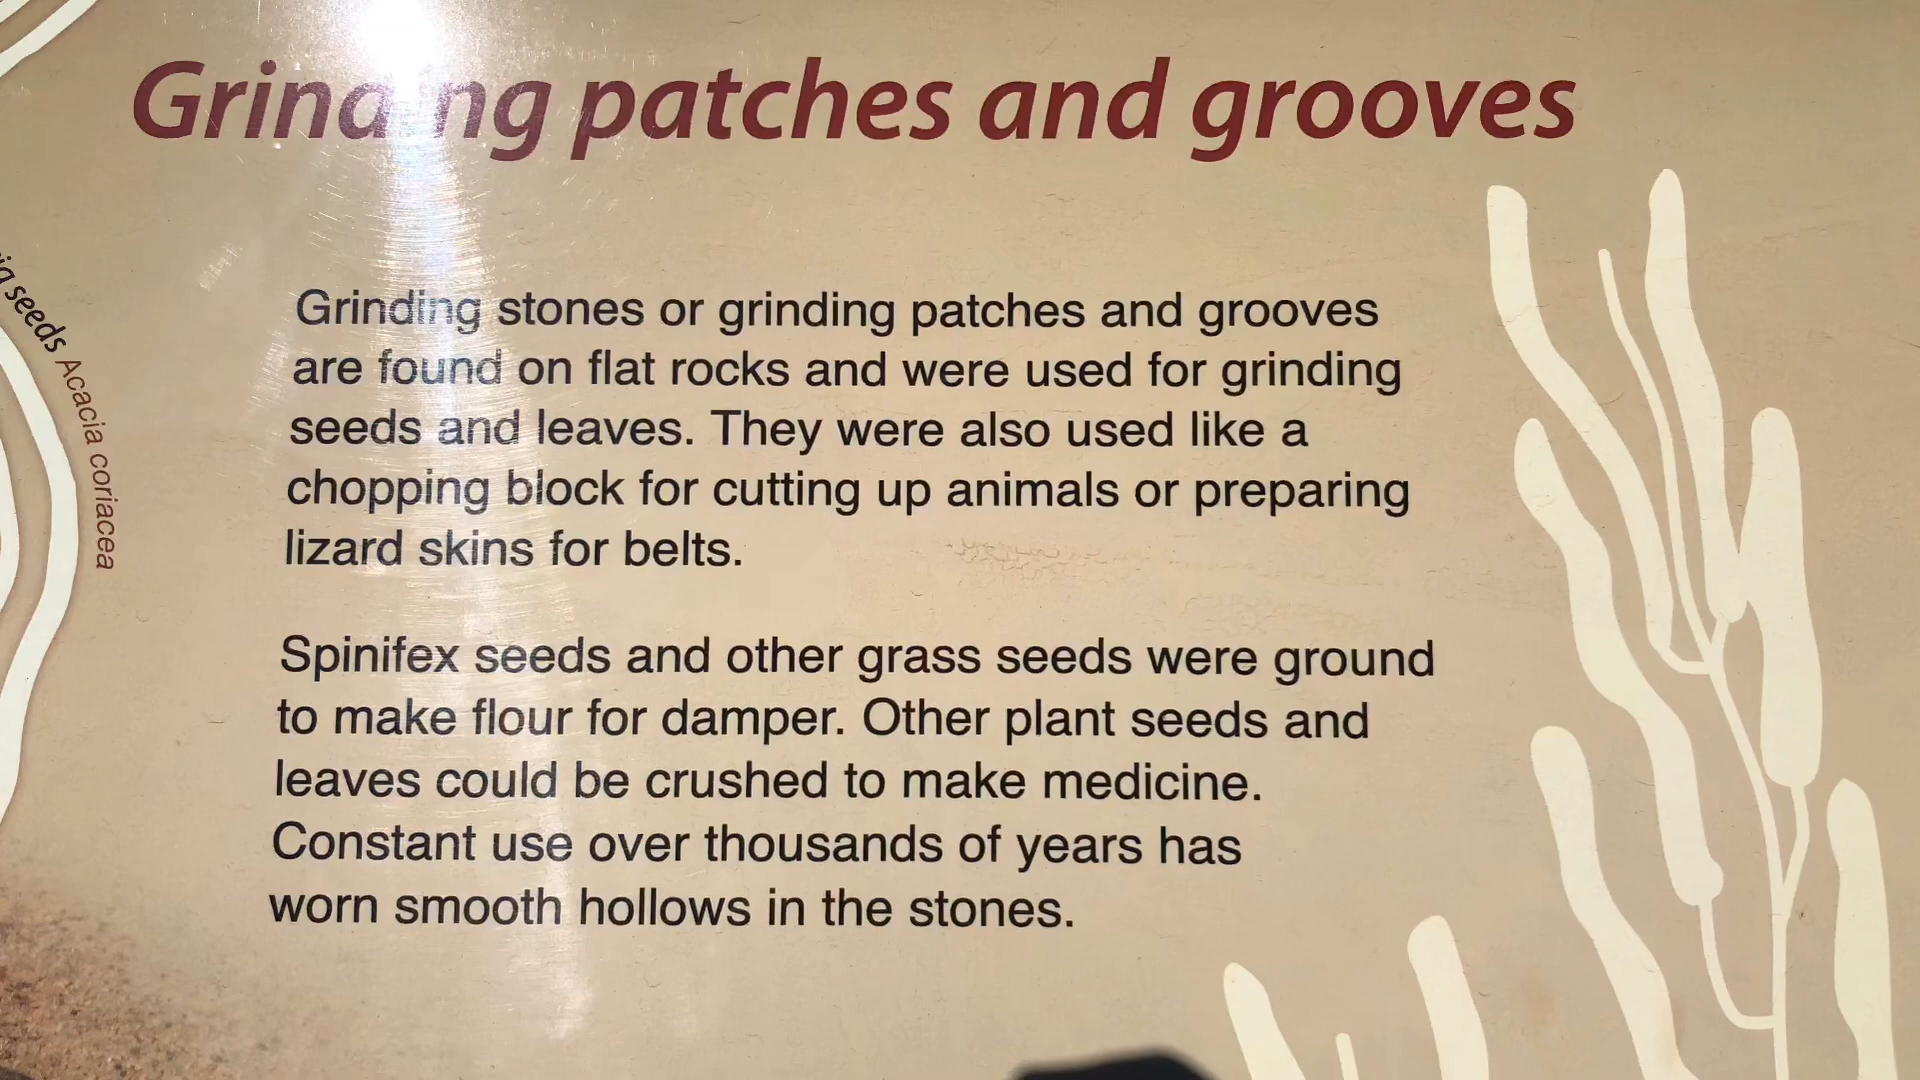 Grinding patches and grooves
seeds Acacia coriacea
Grinding stones or grinding patches and grooves
are found on flat rocks and were used for grinding
seeds and leaves. They were also used like a
chopping block for cutting up animals or preparing
lizard skins for belts.
Spinifex seeds and other grass seeds were ground
to make flour for damper. Other plant seeds and
leaves could be crushed to make medicine.
Constant use over thousands of years has
worn smooth hollows in the stones.